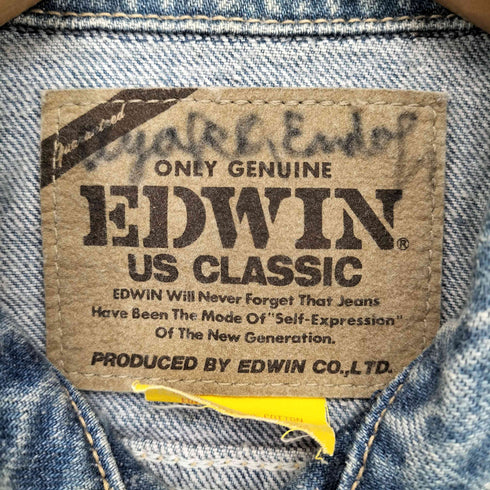 ONLY GENUINE
EDWIN®
US CLASSIC
EDWIN Will Never Forget That Jeans
Have Been The Mode Of "Self-Expression"
Of The New Generation.
PRODUCED BY EDWIN CO.,LTD.
COTTON